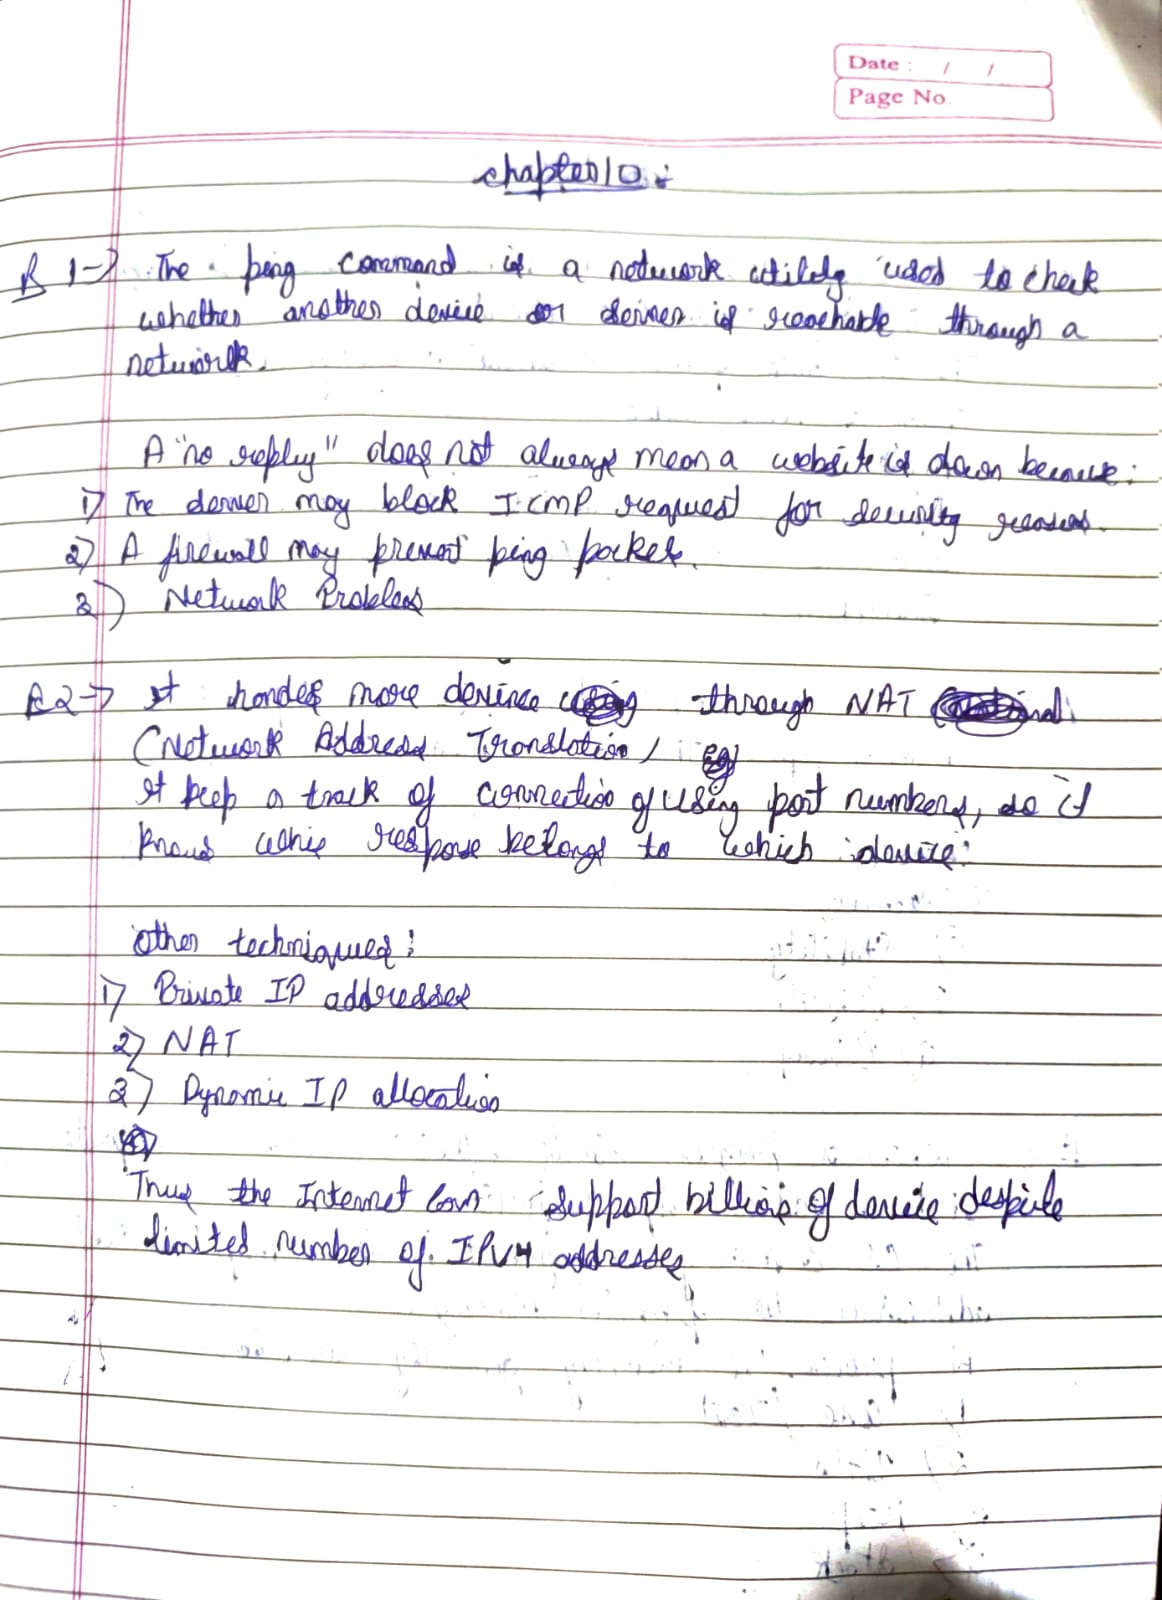 Date : / /
Page No.
chapter 10 :
A 1→ The ping command is a network utility used to check
whether another device or server is reachable through a
network.
A "no reply" does not always mean a website is down because :
1) The server may block ICMP request for security reasons.
2) A firewall may prevent ping packets.
3) Network Problems
A2→ It handles more device through NAT
(Network Address Translation)
It keep a track of connection of using port numbers, so it
knows whic response belongs to which device.
Other techniques :
1) Private IP addresses
2) NAT
3) Dynamic IP allocation
Thus the Internet can support billions of device despite
limited number of IPV4 addresses